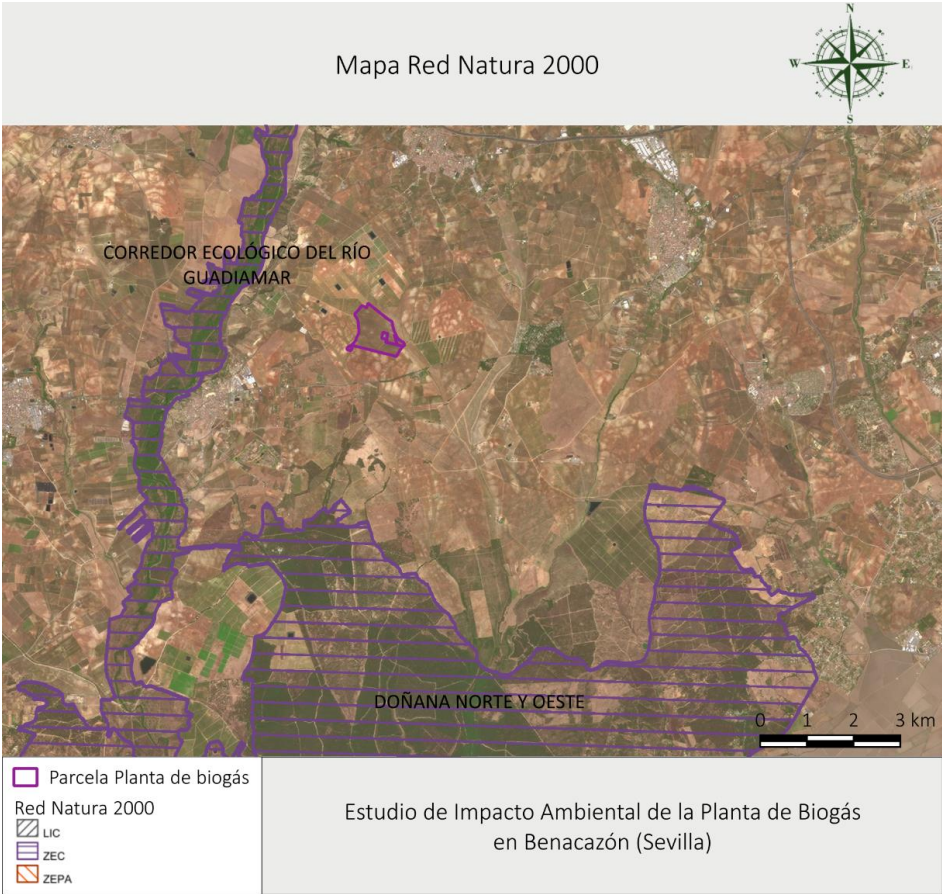 Mapa Red Natura 2000
N
W
E
S
CORREDOR ECOLÓGICO DEL RÍO
GUADIAMAR
DOÑANA NORTE Y OESTE
0 1 2 3 km
Parcela Planta de biogás
Red Natura 2000
LIC
ZEC
ZEPA
Estudio de Impacto Ambiental de la Planta de Biogás
en Benacazón (Sevilla)